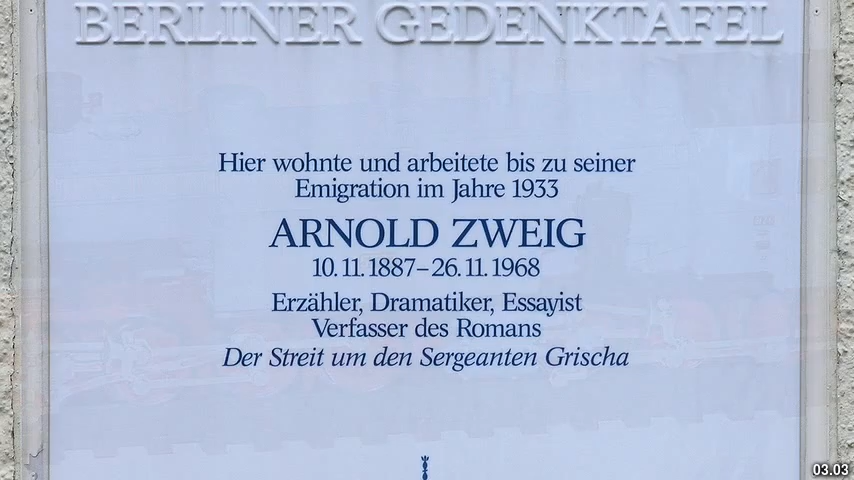 BERLINER GEDENKTAFEL
Hier wohnte und arbeitete bis zu seiner
Emigration im Jahre 1933
ARNOLD ZWEIG
10.11.1887–26.11.1968
Erzähler, Dramatiker, Essayist
Verfasser des Romans
Der Streit um den Sergeanten Grischa
03.03